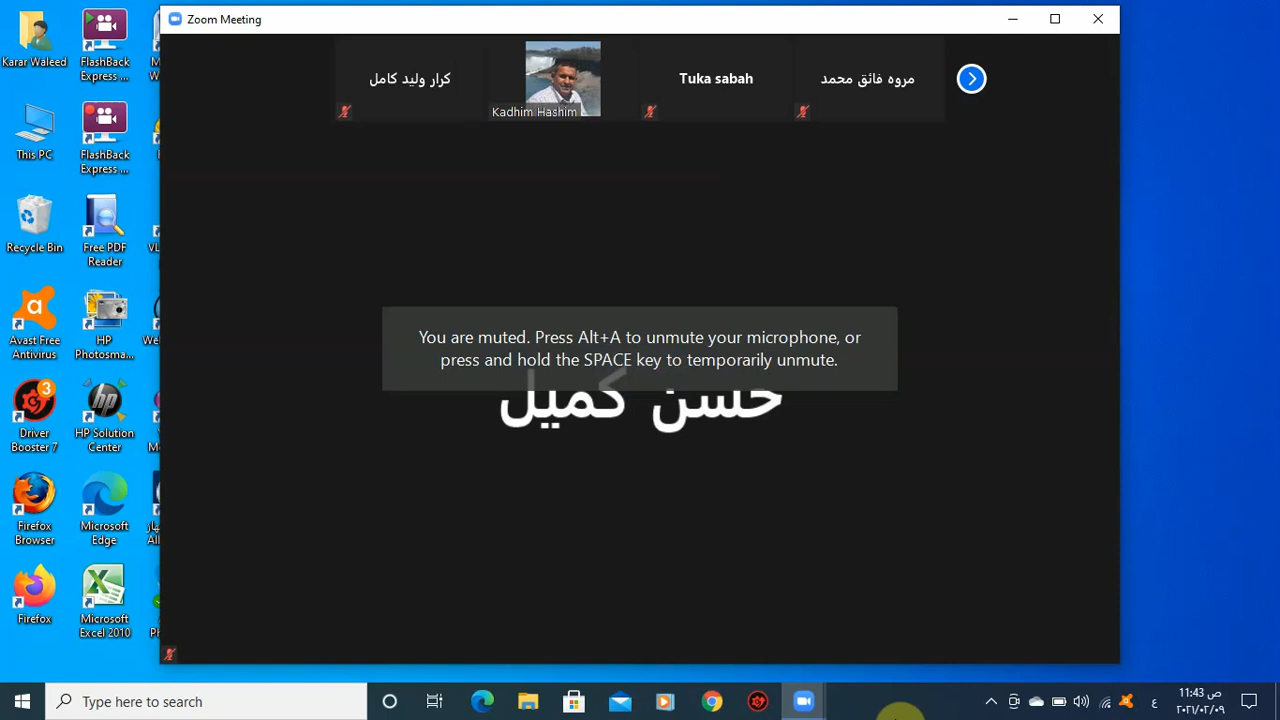 Zoom Meeting
كرار وليد كامل
Kadhim Hashim
Tuka sabah
مروه فائق محمد
You are muted. Press Alt+A to unmute your microphone, or
press and hold the SPACE key to temporarily unmute.
حسن كميل
Karar Waleed
FlashBack
Express ...
This PC
FlashBack
Express ...
Recycle Bin
Free PDF
Reader
Avast Free
Antivirus
HP
Photosma...
3
Driver
Booster 7
HP Solution
Center
Firefox
Browser
Microsoft
Edge
Firefox
Microsoft
Excel 2010
Type here to search
ع
11:43 ص
٢٠٢١/٠٢/٠٩